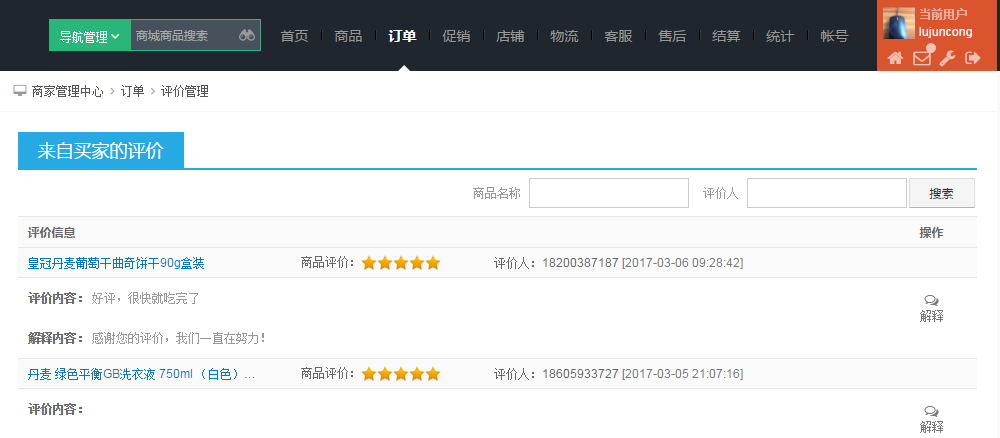 导航管理 商城商品搜索 首页 商品 订单 促销 店铺 物流 客服 售后 结算 统计 帐号 当前用户
lujuncong
商家管理中心 > 订单 > 评价管理
来自买家的评价
商品名称 评价人 搜索
评价信息 操作
皇冠丹麦葡萄干曲奇饼干90g盒装 商品评价： 评价人：18200387187 [2017-03-06 09:28:42]
评价内容： 好评，很快就吃完了
解释
解释内容： 感谢您的评价，我们一直在努力！
丹麦 绿色平衡GB洗衣液 750ml （白色）... 商品评价： 评价人：18605933727 [2017-03-05 21:07:16]
评价内容：
解释